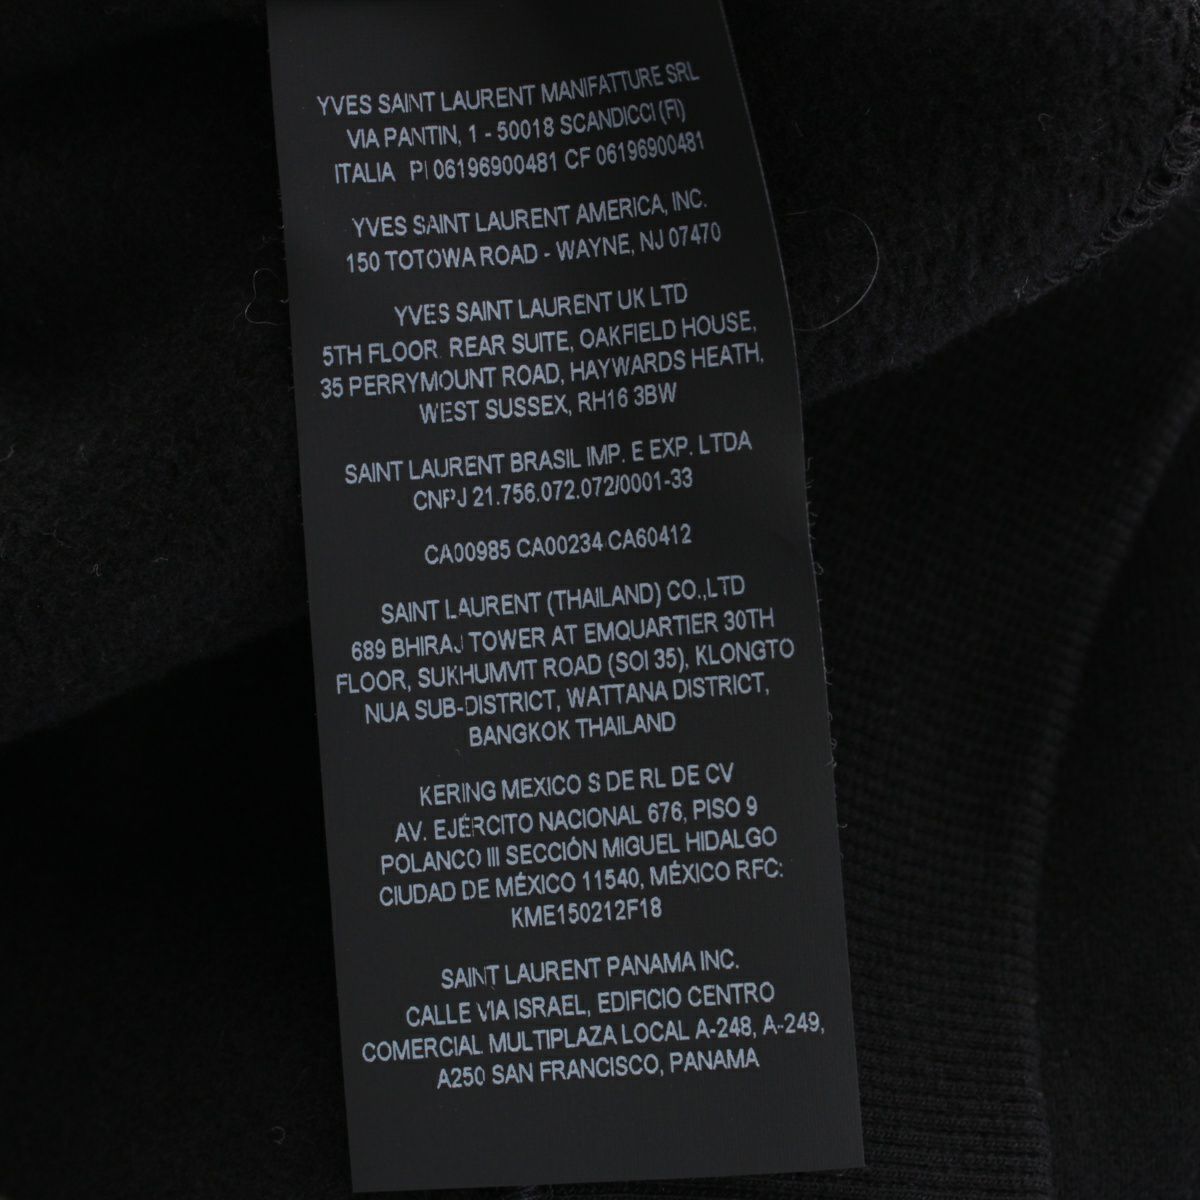 YVES SAINT LAURENT MANIFATTURE SRL
VIA PANTIN, 1 - 50018 SCANDICCI (FI)
ITALIA PI 06196900481 CF 06196900481
YVES SAINT LAURENT AMERICA, INC.
150 TOTOWA ROAD - WAYNE, NJ 07470
YVES SAINT LAURENT UK LTD
5TH FLOOR REAR SUITE, OAKFIELD HOUSE,
35 PERRYMOUNT ROAD, HAYWARDS HEATH,
WEST SUSSEX, RH16 3BW
SAINT LAURENT BRASIL IMP. E EXP. LTDA
CNPJ 21.756.072.072/0001-33
CA00985 CA00234 CA60412
SAINT LAURENT (THAILAND) CO.,LTD
689 BHIRAJ TOWER AT EMQUARTIER 30TH
FLOOR, SUKHUMVIT ROAD (SOI 35), KLONGTO
NUA SUB-DISTRICT, WATTANA DISTRICT,
BANGKOK THAILAND
KERING MEXICO S DE RL DE CV
AV. EJÉRCITO NACIONAL 676, PISO 9
POLANCO III SECCIÓN MIGUEL HIDALGO
CIUDAD DE MÉXICO 11540, MÉXICO RFC:
KME150212F18
SAINT LAURENT PANAMA INC.
CALLE VIA ISRAEL, EDIFICIO CENTRO
COMERCIAL MULTIPLAZA LOCAL A-248, A-249,
A250 SAN FRANCISCO, PANAMA